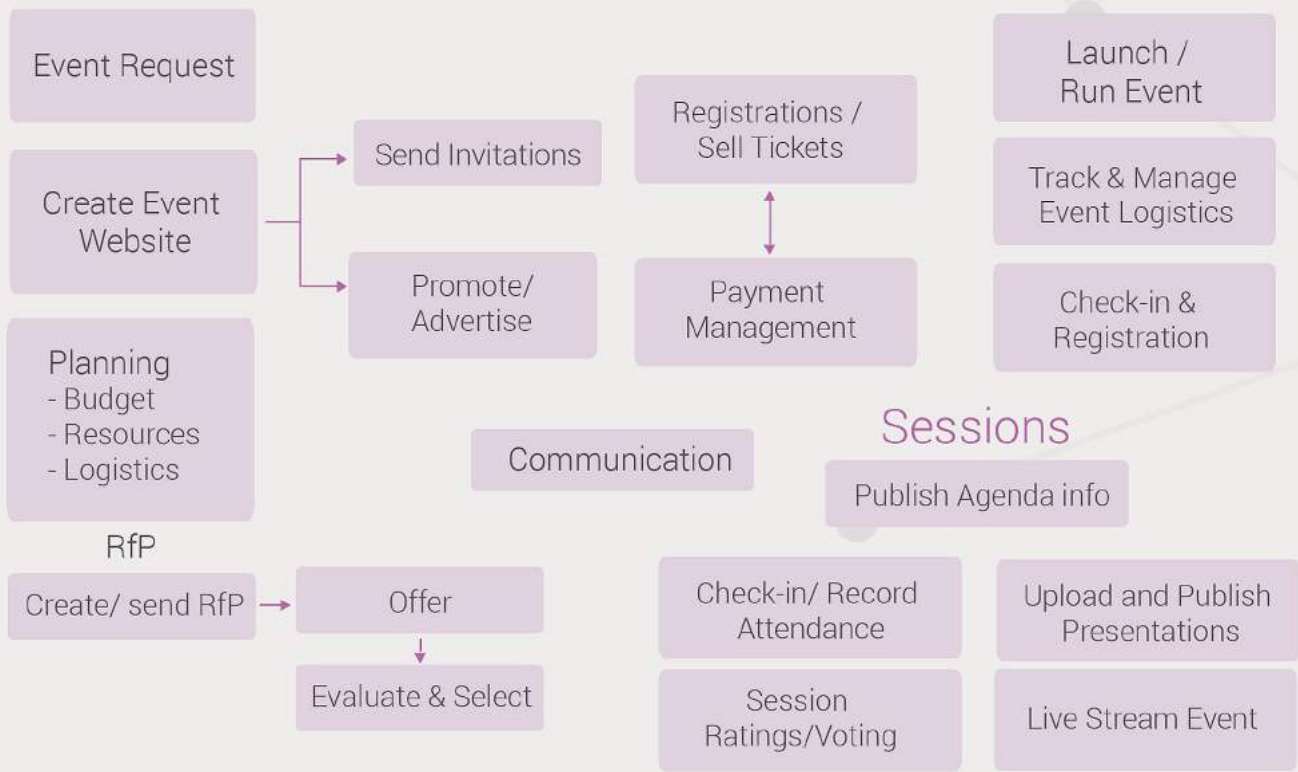 Event Request
Create Event
Website
Send Invitations
Promote/
Advertise
Registrations /
Sell Tickets
Payment
Management
Launch /
Run Event
Track & Manage
Event Logistics
Check-in &
Registration
Planning
- Budget
- Resources
- Logistics
Communication
RfP
Create/ send RfP
Offer
Evaluate & Select
Sessions
Publish Agenda info
Check-in/ Record
Attendance
Upload and Publish
Presentations
Session
Ratings/Voting
Live Stream Event